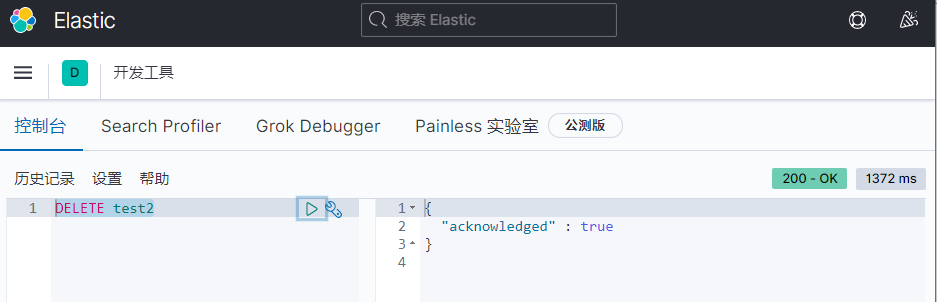 Elastic
搜索 Elastic
D
开发工具
控制台 Search Profiler Grok Debugger Painless 实验室 公测版
历史记录 设置 帮助 200 - OK 1372 ms
1 DELETE test2
1 {
2 "acknowledged" : true
3 }
4